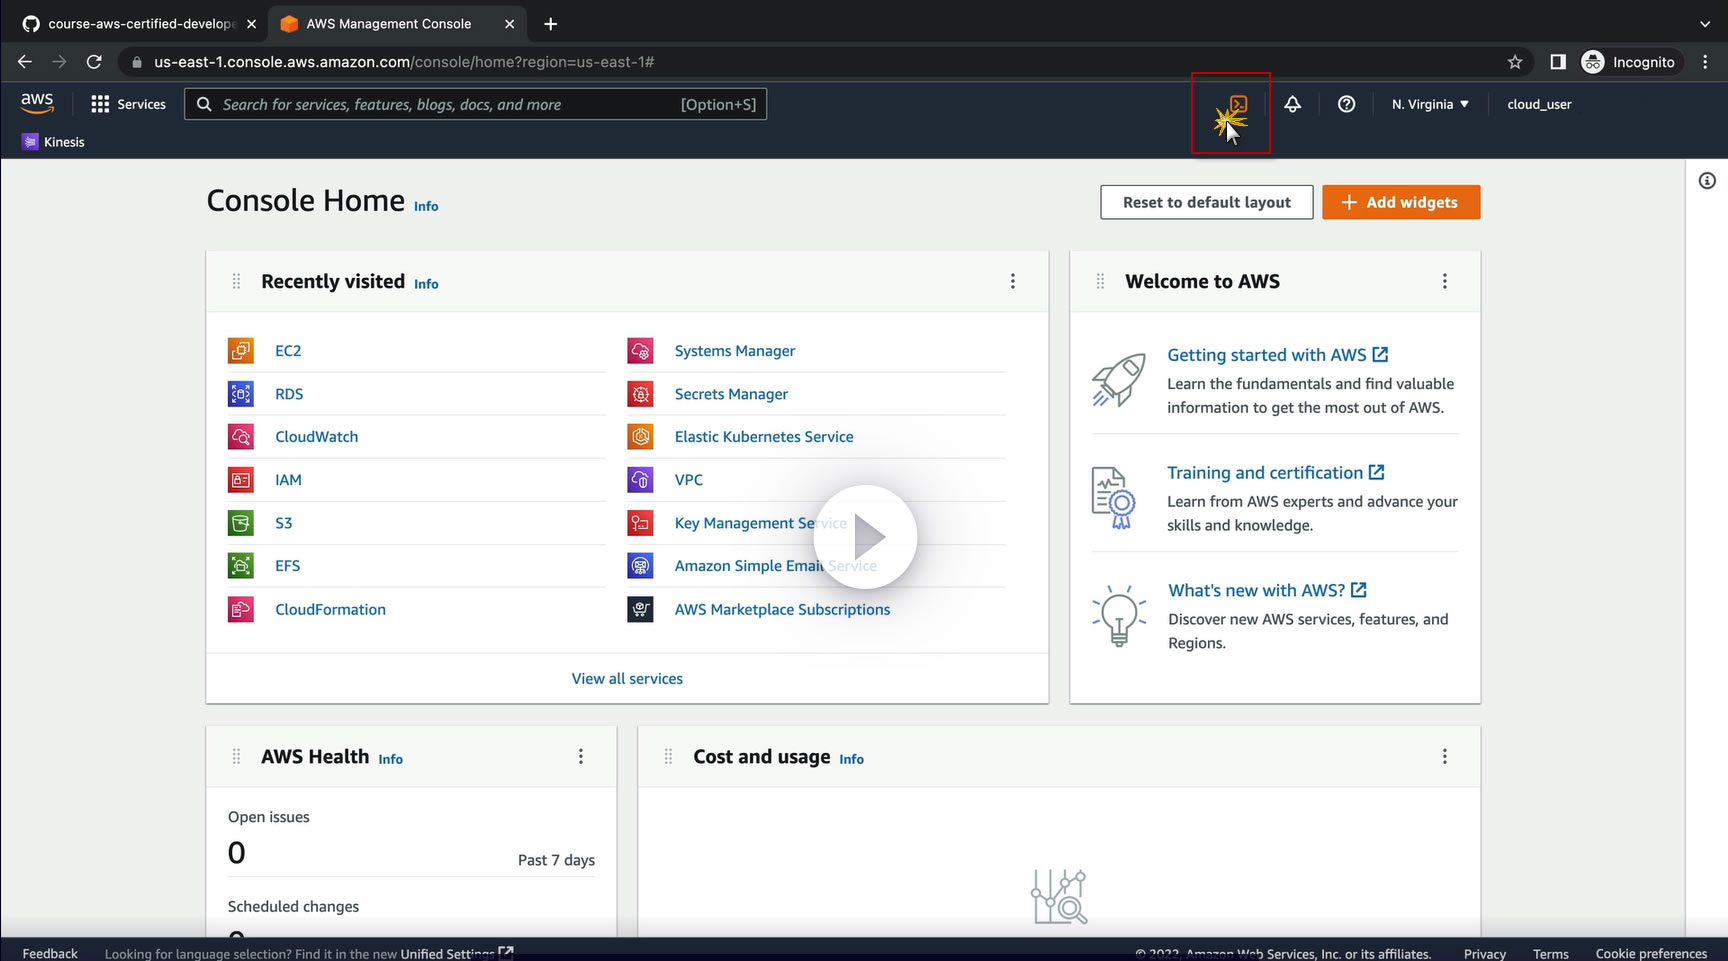 course-aws-certified-develope
AWS Management Console
us-east-1.console.aws.amazon.com/console/home?region=us-east-1#
Incognito
aws
Services
Search for services, features, blogs, docs, and more
[Option+S]
N. Virginia
cloud_user
Kinesis
Console Home Info
Reset to default layout
Add widgets
Recently visited Info
EC2
RDS
CloudWatch
IAM
S3
EFS
CloudFormation
Systems Manager
Secrets Manager
Elastic Kubernetes Service
VPC
Key Management Service
Amazon Simple Email Service
AWS Marketplace Subscriptions
View all services
Welcome to AWS
Getting started with AWS
Learn the fundamentals and find valuable
information to get the most out of AWS.
Training and certification
Learn from AWS experts and advance your
skills and knowledge.
What's new with AWS?
Discover new AWS services, features, and
Regions.
AWS Health Info
Open issues
0
Past 7 days
Scheduled changes
Cost and usage Info
Feedback
Looking for language selection? Find it in the new Unified Settings
© 2022, Amazon Web Services, Inc. or its affiliates.
Privacy
Terms
Cookie preferences